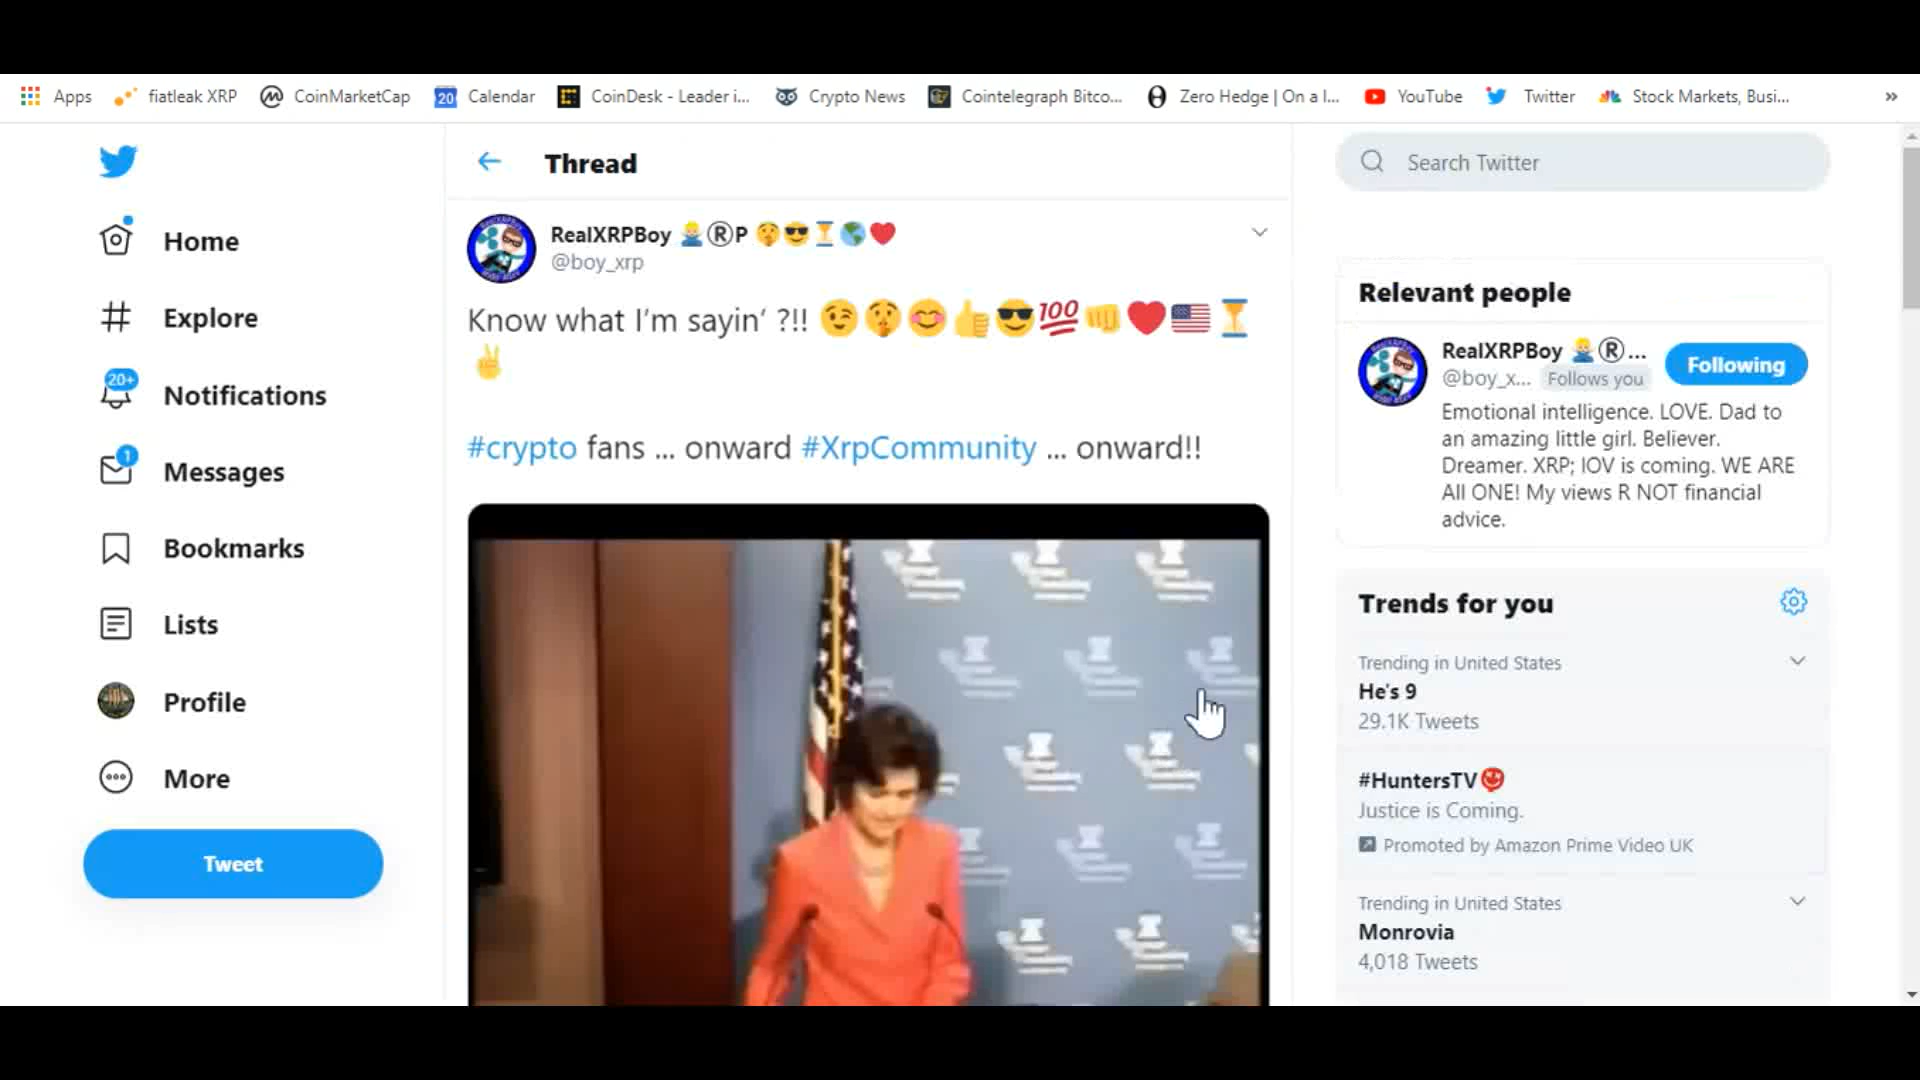 Apps fiatleak XRP CoinMarketCap 20 Calendar CoinDesk - Leader i... Crypto News Cointelegraph Bitco... Zero Hedge | On a l... YouTube Twitter Stock Markets, Busi... »
Thread
Search Twitter
Home
Explore
20+
Notifications
1
Messages
Bookmarks
Lists
Profile
More
Tweet
RealXRPBoy 🙍🏼‍♂️ⓇP 🤫😎⏳🌎❤️
@boy_xrp
Know what I’m sayin‘ ?!! 😉🤫😊👍😎💯👊❤️🇺🇸⏳
✌️
#crypto fans ... onward #XrpCommunity ... onward!!
Relevant people
RealXRPBoy 🙍🏼‍♂️Ⓡ...
@boy_x... Follows you
Following
Emotional intelligence. LOVE. Dad to
an amazing little girl. Believer.
Dreamer. XRP; IOV is coming. WE ARE
All ONE! My views R NOT financial
advice.
Trends for you
Trending in United States
He's 9
29.1K Tweets
#HuntersTV
Justice is Coming.
Promoted by Amazon Prime Video UK
Trending in United States
Monrovia
4,018 Tweets